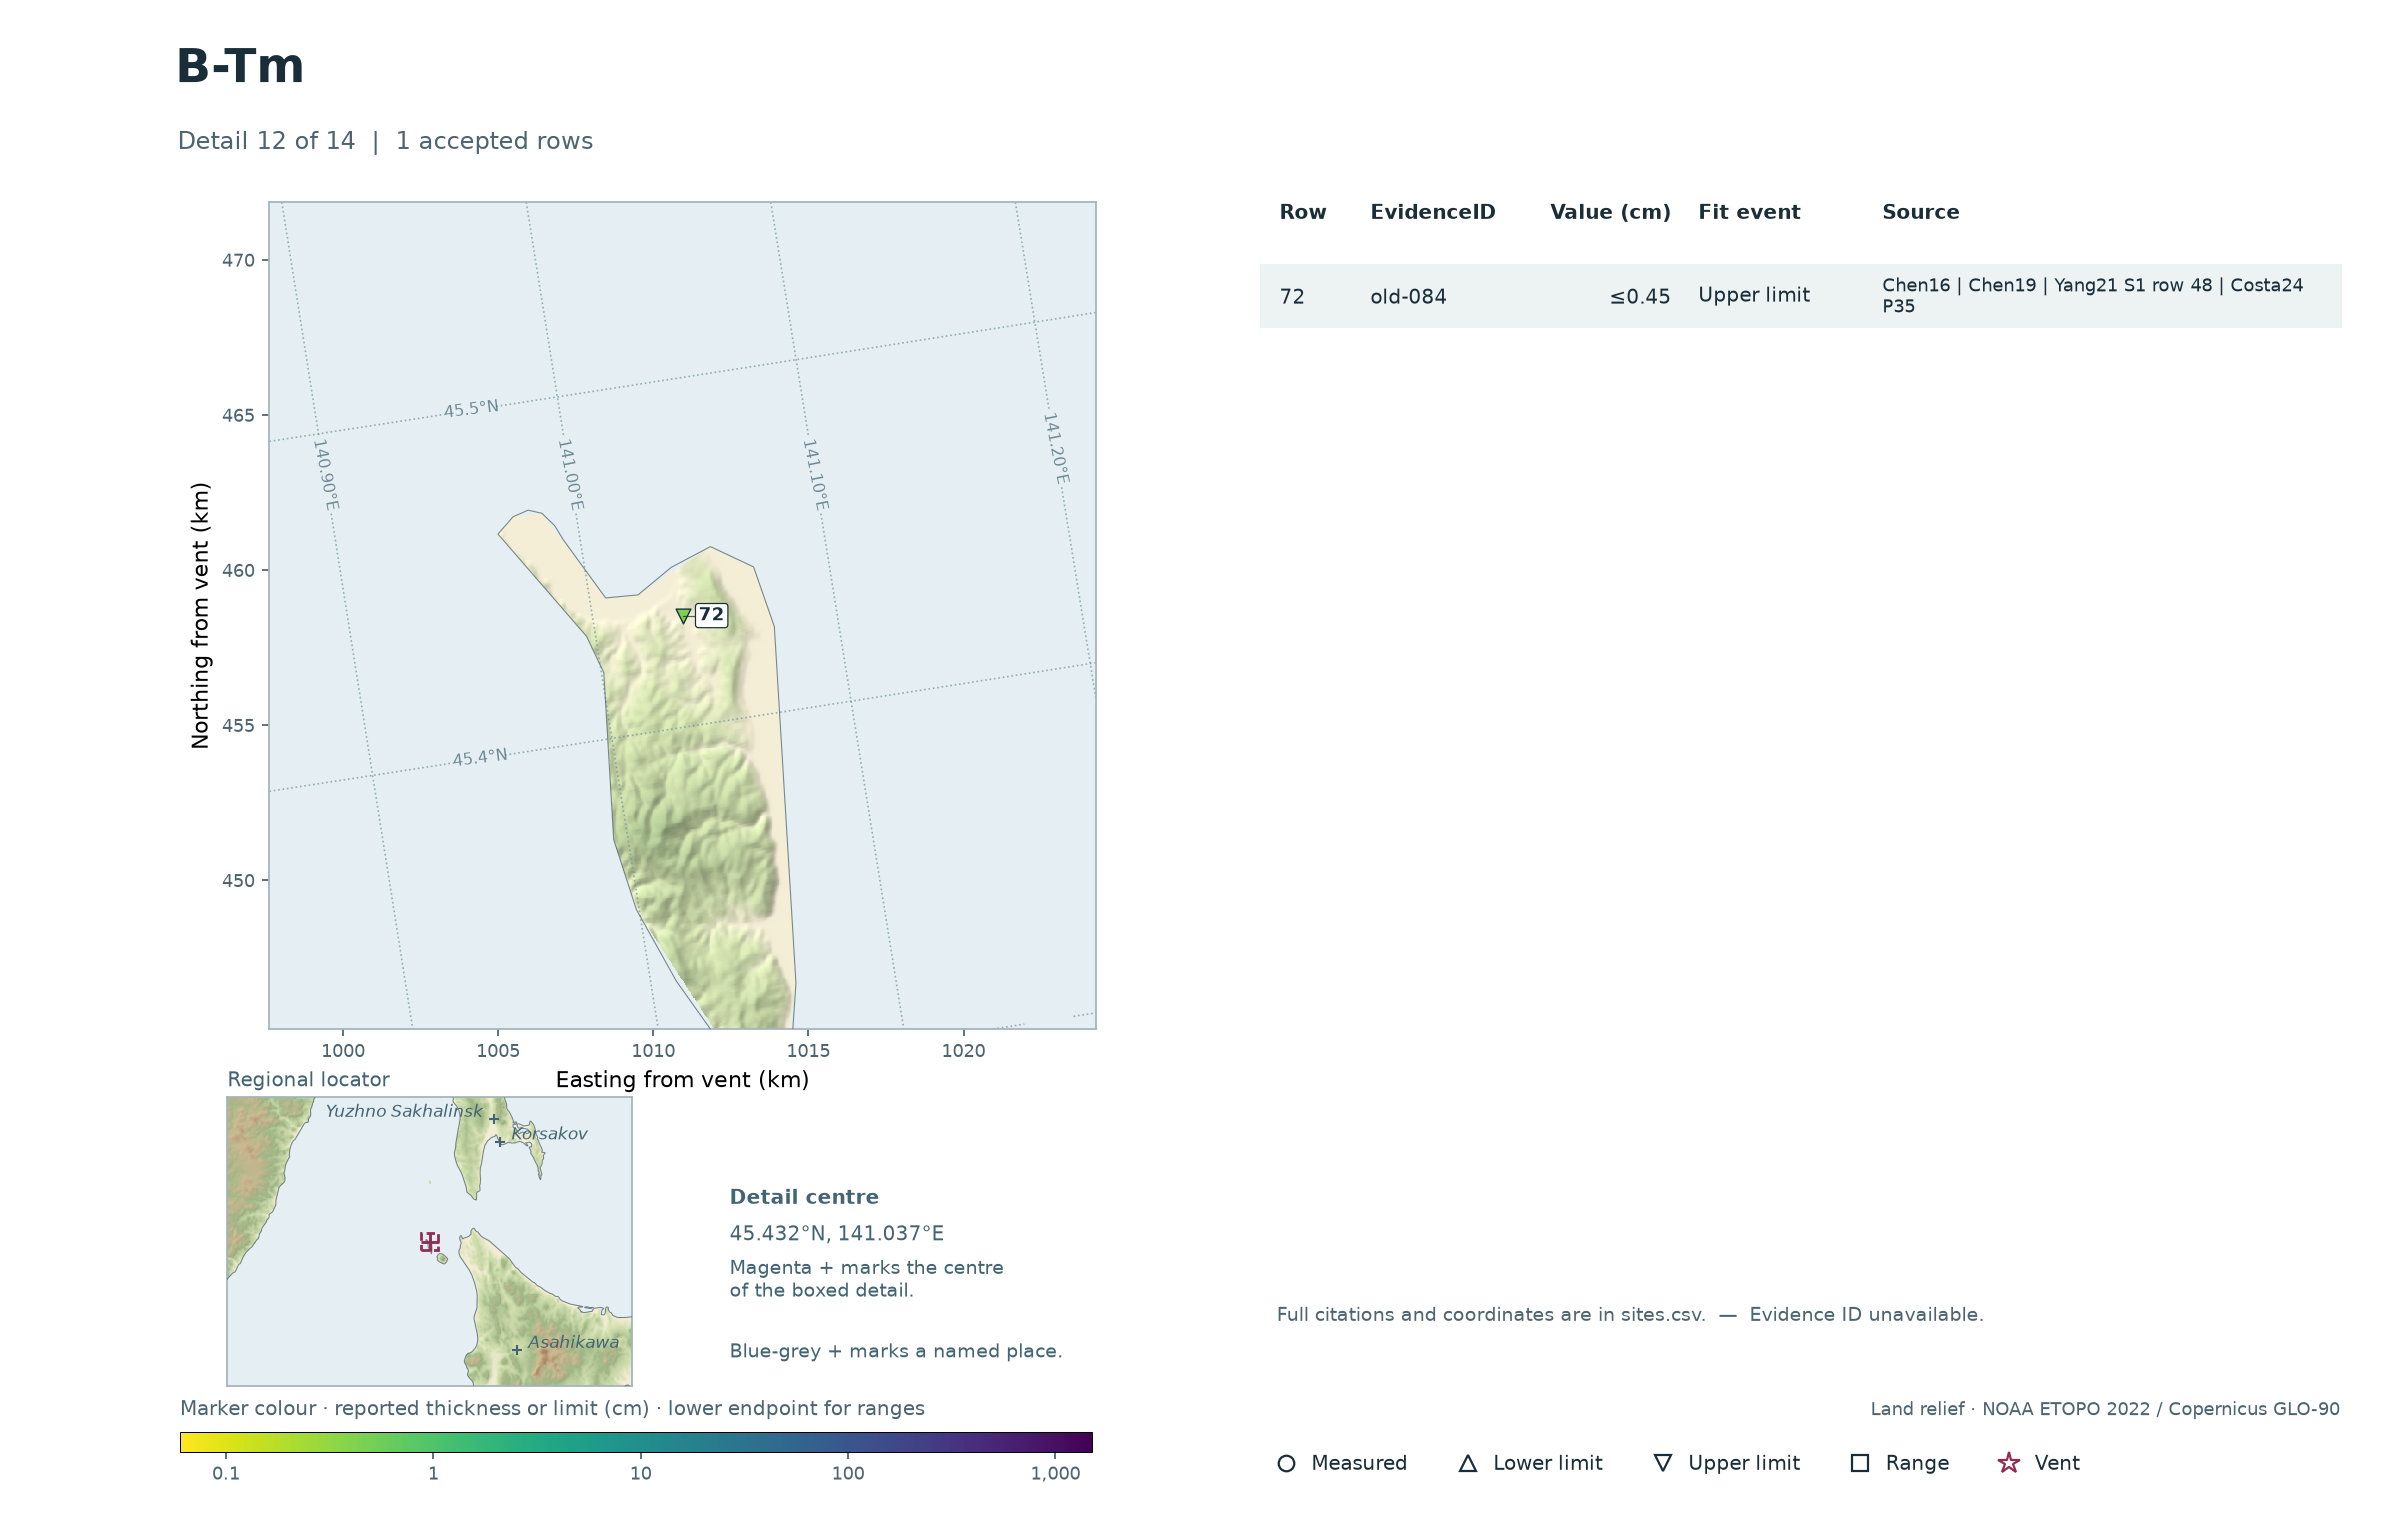 B-Tm
Detail 12 of 14 | 1 accepted rows
Row EvidenceID Value (cm) Fit event Source
72 old-084 ≤0.45 Upper limit Chen16 | Chen19 | Yang21 S1 row 48 | Costa24
P35
470
465
460
455
450
Northing from vent (km)
45.5°N
140.90°E
141.00°E
141.10°E
141.20°E
72
45.4°N
1000 1005 1010 1015 1020
Easting from vent (km)
Regional locator
Yuzhno Sakhalinsk
Korsakov
Asahikawa
Detail centre
45.432°N, 141.037°E
Magenta + marks the centre
of the boxed detail.
Blue-grey + marks a named place.
Full citations and coordinates are in sites.csv. — Evidence ID unavailable.
Marker colour · reported thickness or limit (cm) · lower endpoint for ranges
0.1 1 10 100 1,000
Land relief · NOAA ETOPO 2022 / Copernicus GLO-90
Measured Lower limit Upper limit Range Vent